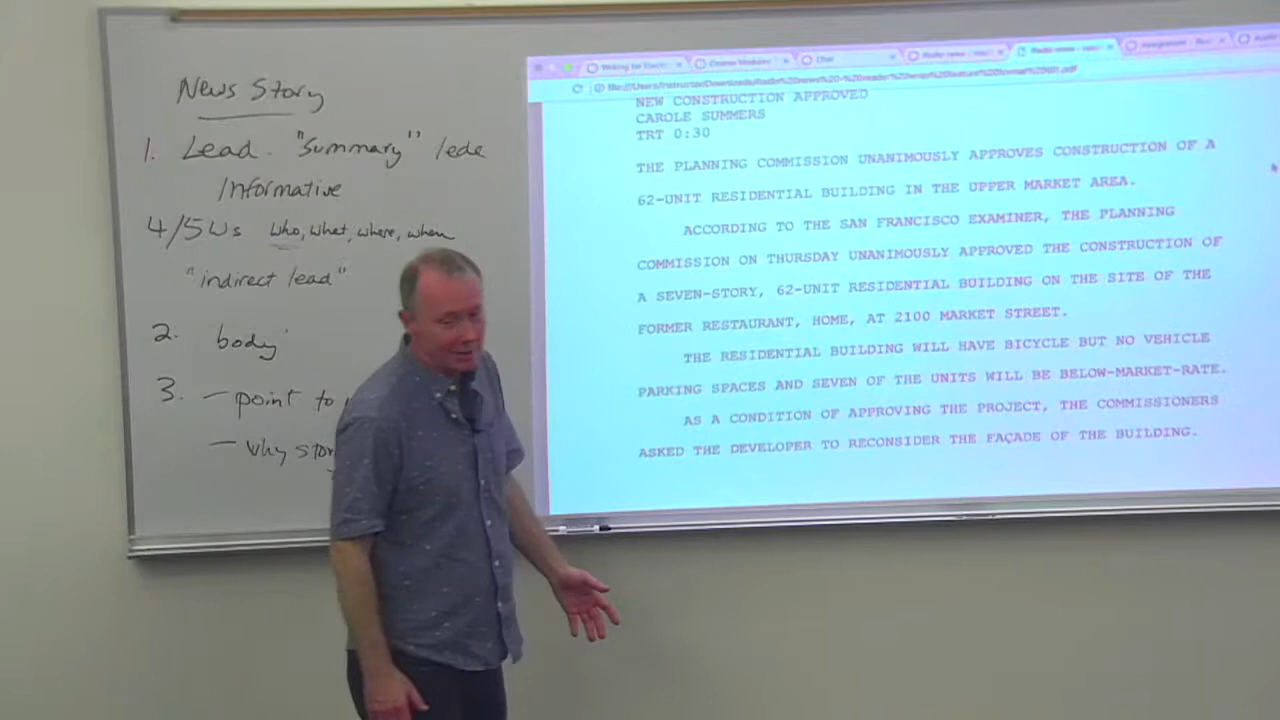 News Story
1. Lead. "Summary" lede
Informative
4/5 Ws who, what, where, when
"indirect lead"
2. body
3. – point to
– why stor
NEW CONSTRUCTION APPROVED
CAROLE SUMMERS
TRT 0:30
THE PLANNING COMMISSION UNANIMOUSLY APPROVES CONSTRUCTION OF A
62-UNIT RESIDENTIAL BUILDING IN THE UPPER MARKET AREA.
ACCORDING TO THE SAN FRANCISCO EXAMINER, THE PLANNING
COMMISSION ON THURSDAY UNANIMOUSLY APPROVED THE CONSTRUCTION OF
A SEVEN-STORY, 62-UNIT RESIDENTIAL BUILDING ON THE SITE OF THE
FORMER RESTAURANT, HOME, AT 2100 MARKET STREET.
THE RESIDENTIAL BUILDING WILL HAVE BICYCLE BUT NO VEHICLE
PARKING SPACES AND SEVEN OF THE UNITS WILL BE BELOW-MARKET-RATE.
AS A CONDITION OF APPROVING THE PROJECT, THE COMMISSIONERS
ASKED THE DEVELOPER TO RECONSIDER THE FAÇADE OF THE BUILDING.